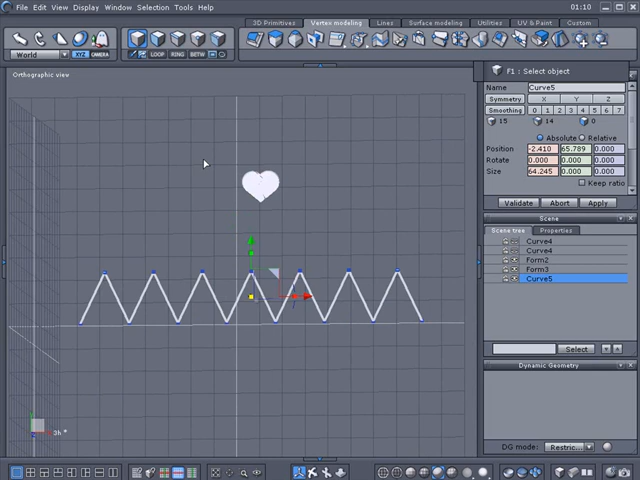 File Edit View Display Window Selection Tools Help
01:10
3D Primitives Vertex modeling Lines Surface modeling Utilities UV & Paint Custom
World XYZ LOOP RING BETW
Orthographic view
F1 : Select object
Name Curve5
Symmetry X Y Z
Smoothing 0 1 2 3 4 5 6 7
15 14 0
Absolute Relative
Position -2.410 65.789 0.000
Rotate 0.000 0.000 0.000
Size 64.245 0.000
Keep ratio
Validate Abort Apply
Scene
Scene tree Properties
Curve4
Curve4
Form2
Form3
Curve5
Select
Dynamic Geometry
DG mode: Restric...